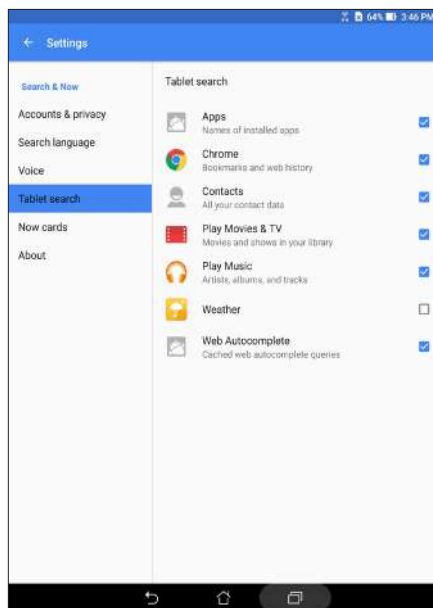 64% 3:46 PM
Settings
Search & Now
Accounts & privacy
Search language
Voice
Tablet search
Now cards
About
Tablet search
Apps
Names of installed apps
Chrome
Bookmarks and web history
Contacts
All your contact data
Play Movies & TV
Movies and shows in your library
Play Music
Artists, albums, and tracks
Weather
Web Autocomplete
Cached web autocomplete queries